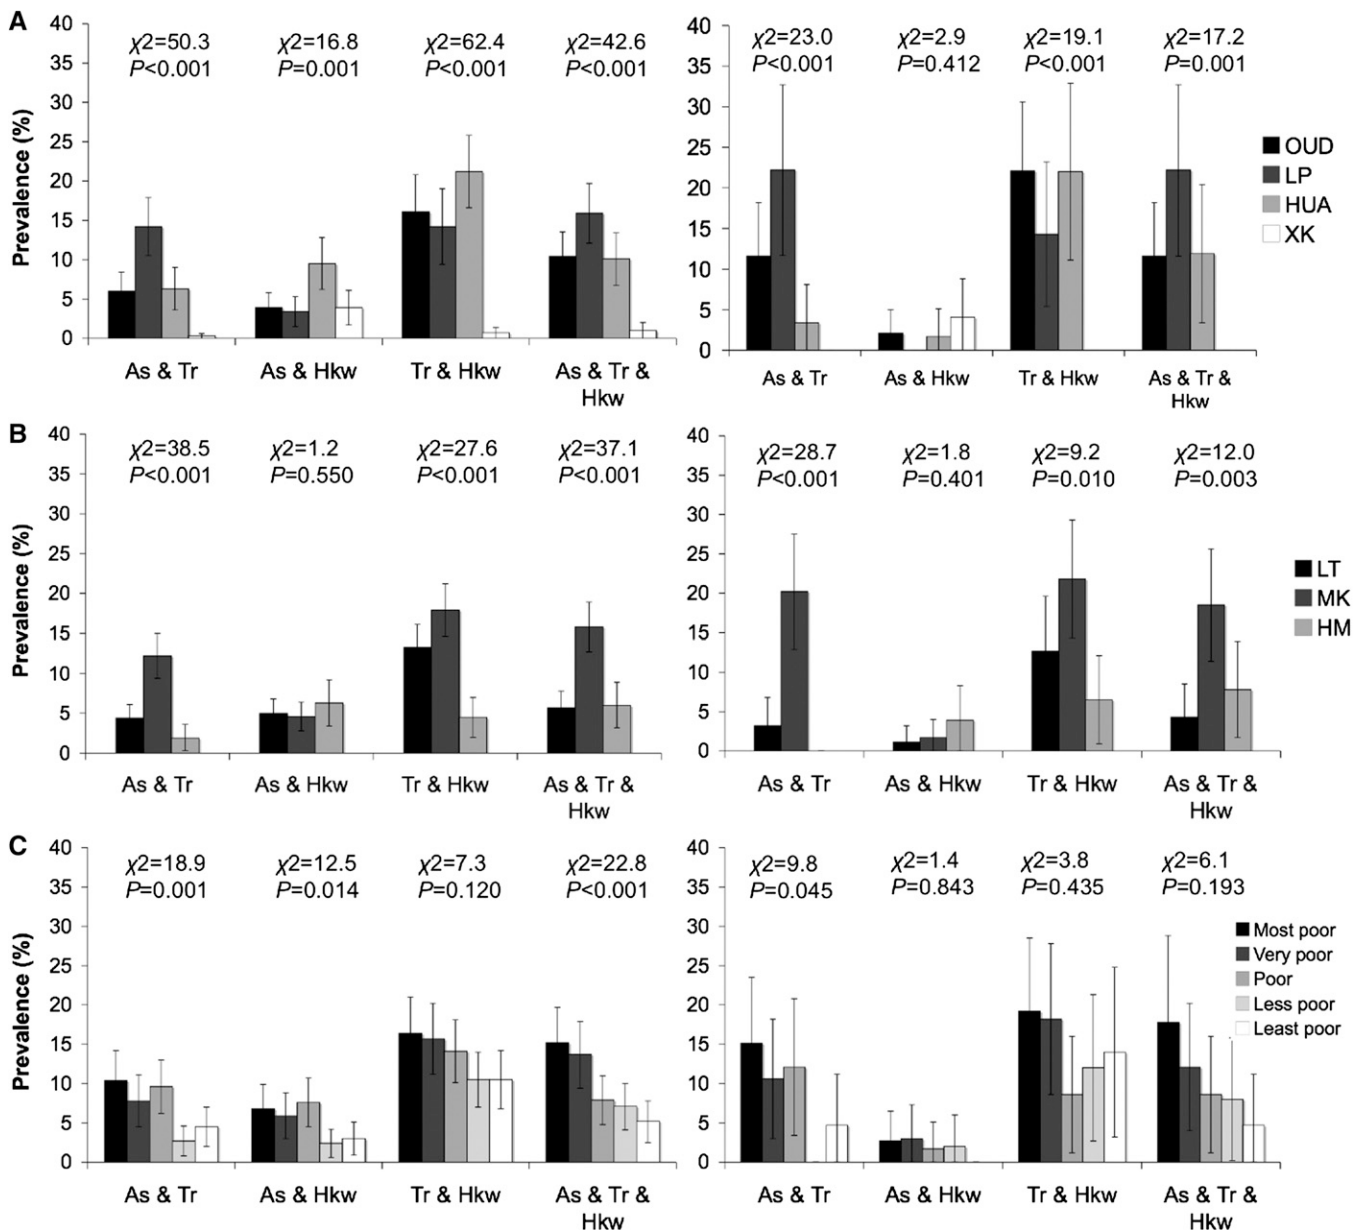 A
40
35
30
25
20
15
10
5
0
Prevalence (%)
χ2=50.3
P<0.001
χ2=16.8
P=0.001
χ2=62.4
P<0.001
χ2=42.6
P<0.001
As & Tr
As & Hkw
Tr & Hkw
As & Tr &
Hkw
40
35
30
25
20
15
10
5
0
χ2=23.0
P<0.001
χ2=2.9
P=0.412
χ2=19.1
P<0.001
χ2=17.2
P=0.001
As & Tr
As & Hkw
Tr & Hkw
As & Tr &
Hkw
OUD
LP
HUA
XK
B
40
35
30
25
20
15
10
5
0
Prevalence (%)
χ2=38.5
P<0.001
χ2=1.2
P=0.550
χ2=27.6
P<0.001
χ2=37.1
P<0.001
As & Tr
As & Hkw
Tr & Hkw
As & Tr &
Hkw
40
35
30
25
20
15
10
5
0
χ2=28.7
P<0.001
χ2=1.8
P=0.401
χ2=9.2
P=0.010
χ2=12.0
P=0.003
As & Tr
As & Hkw
Tr & Hkw
As & Tr &
Hkw
LT
MK
HM
C
40
35
30
25
20
15
10
5
0
Prevalence (%)
χ2=18.9
P=0.001
χ2=12.5
P=0.014
χ2=7.3
P=0.120
χ2=22.8
P<0.001
As & Tr
As & Hkw
Tr & Hkw
As & Tr &
Hkw
40
35
30
25
20
15
10
5
0
χ2=9.8
P=0.045
χ2=1.4
P=0.843
χ2=3.8
P=0.435
χ2=6.1
P=0.193
As & Tr
As & Hkw
Tr & Hkw
As & Tr &
Hkw
Most poor
Very poor
Poor
Less poor
Least poor